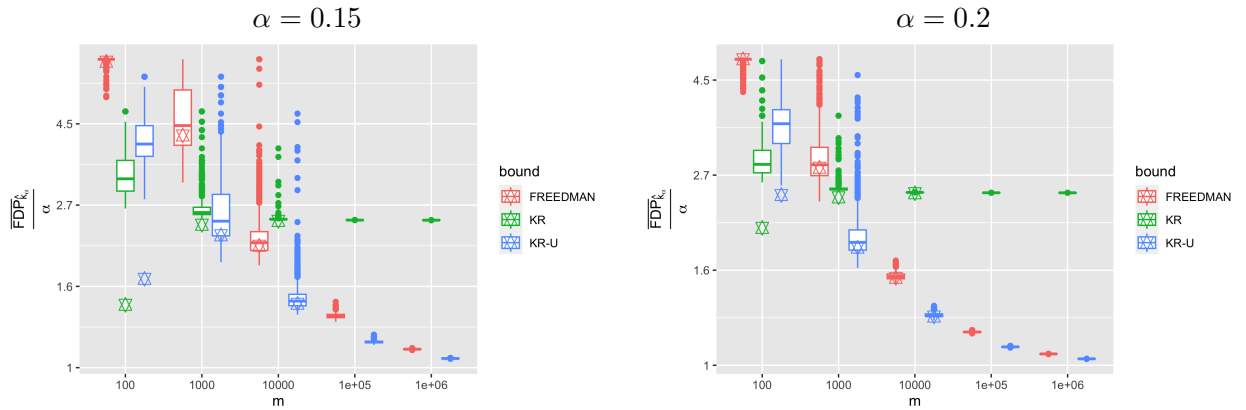 α = 0.15
4.5
2.7
1.6
1
100
1000
10000
1e+05
1e+06
m
FDP k̂α / α
bound
FREEDMAN
KR
KR-U
α = 0.2
4.5
2.7
1.6
1
100
1000
10000
1e+05
1e+06
m
FDP k̂α / α
bound
FREEDMAN
KR
KR-U